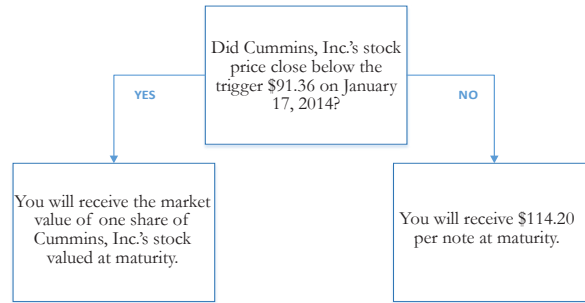 Did Cummins, Inc.'s stock
price close below the
trigger $91.36 on January
17, 2014?
YES
NO
You will receive the market
value of one share of
Cummins, Inc.'s stock
valued at maturity.
You will receive $114.20
per note at maturity.